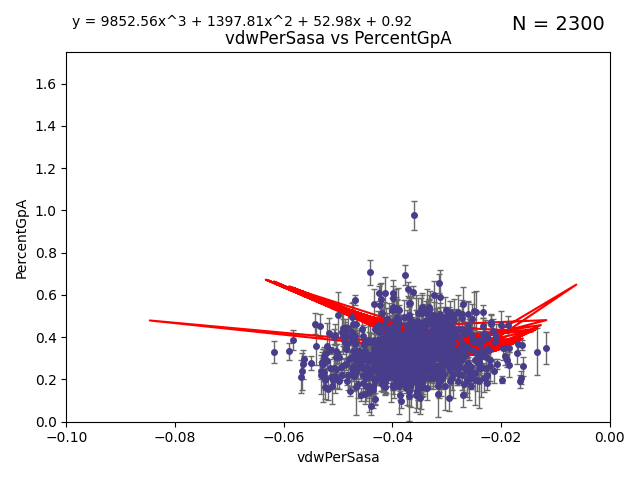 y = 9852.56x^3 + 1397.81x^2 + 52.98x + 0.92
N = 2300
vdwPerSasa vs PercentGpA
PercentGpA
1.6
1.4
1.2
1.0
0.8
0.6
0.4
0.2
0.0
−0.10 −0.08 −0.06 −0.04 −0.02 0.00
vdwPerSasa